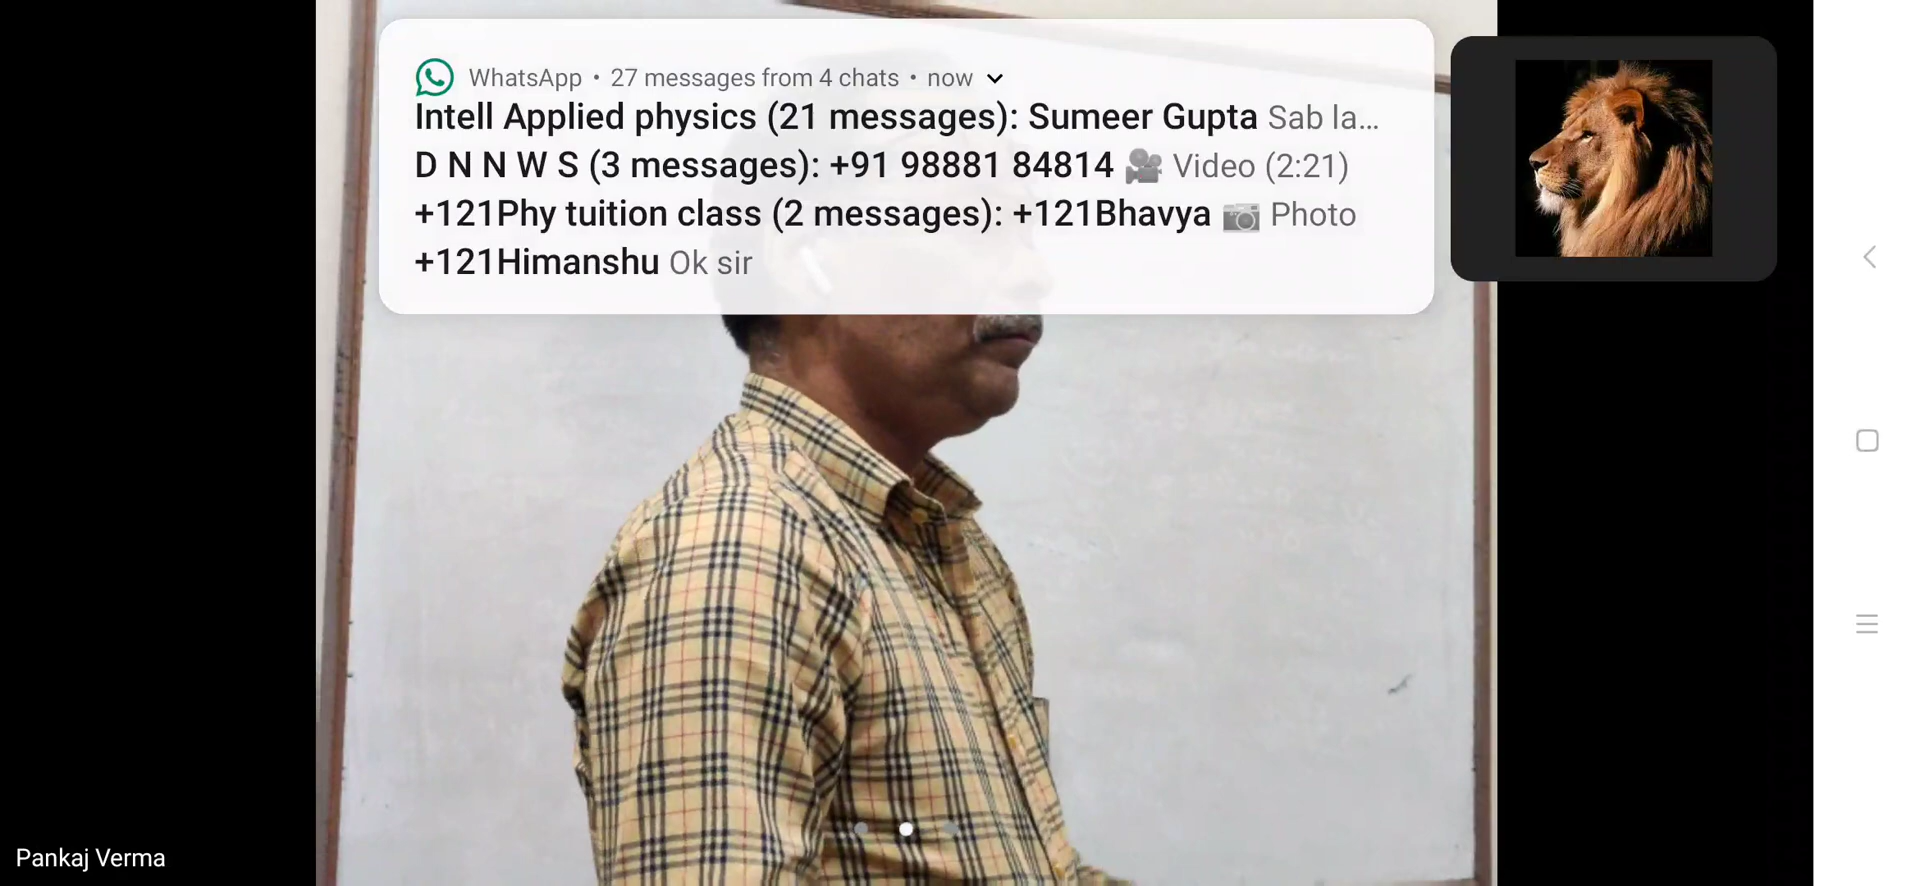 WhatsApp • 27 messages from 4 chats • now
Intell Applied physics (21 messages): Sumeer Gupta Sab la...
D N N W S (3 messages): +91 98881 84814 🎥 Video (2:21)
+121Phy tuition class (2 messages): +121Bhavya 📷 Photo
+121Himanshu Ok sir
Pankaj Verma